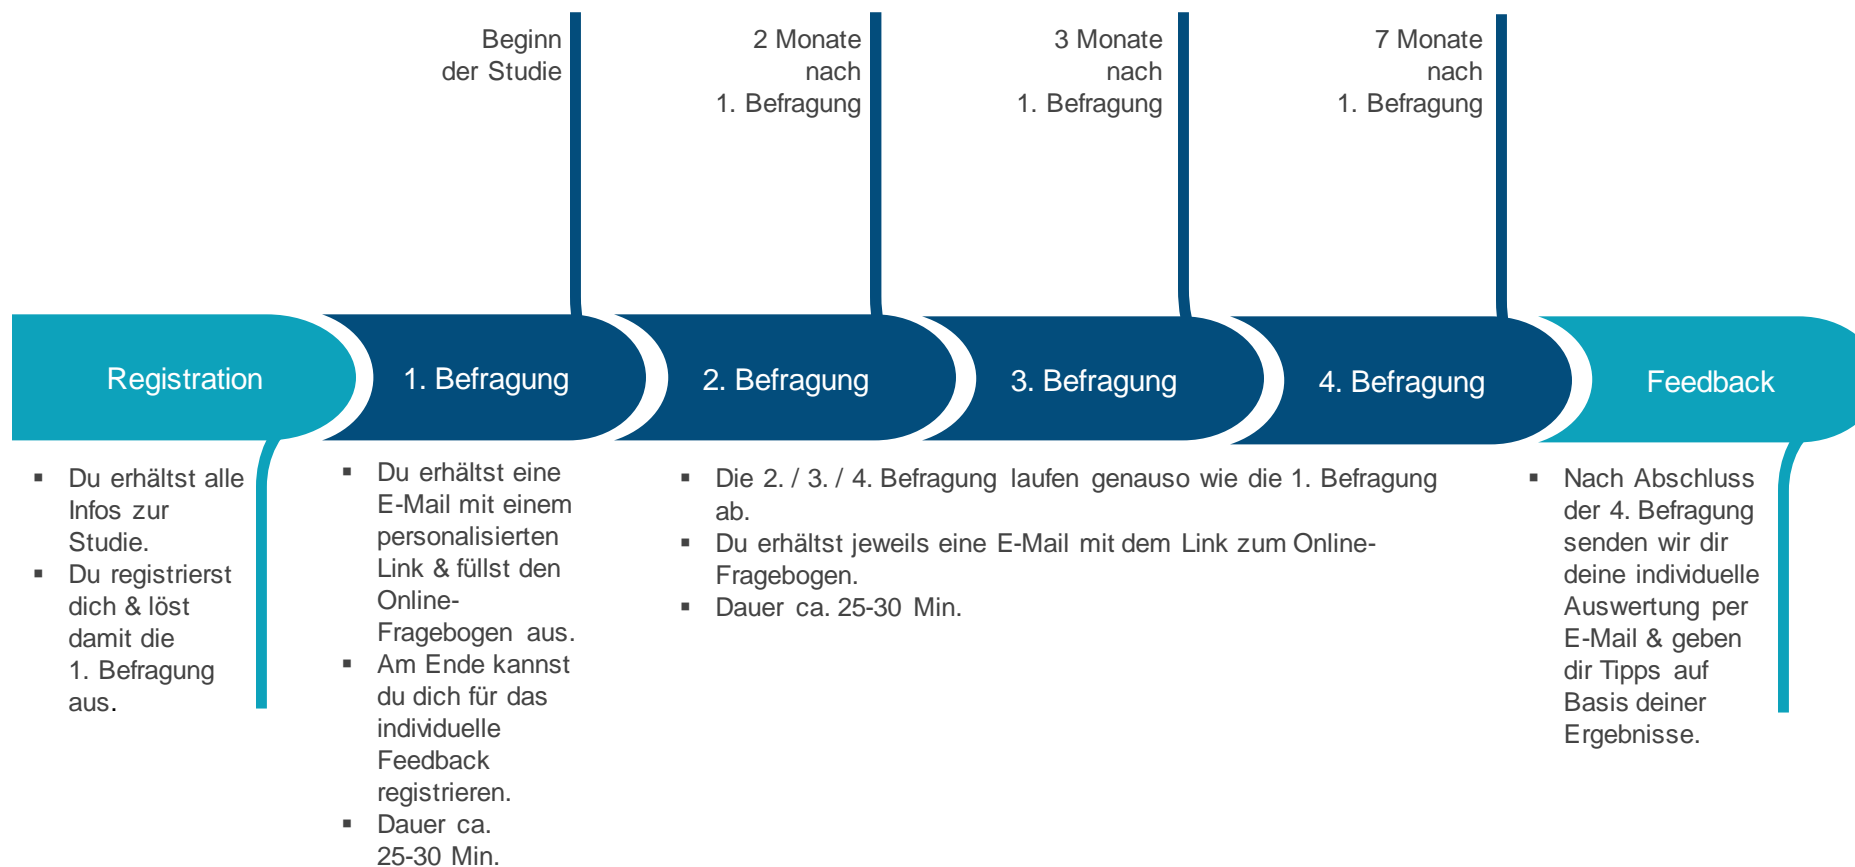 Beginn
der Studie
2 Monate
nach
1. Befragung
3 Monate
nach
1. Befragung
7 Monate
nach
1. Befragung
Registration
1. Befragung
2. Befragung
3. Befragung
4. Befragung
Feedback
▪ Du erhältst alle
Infos zur
Studie.
▪ Du registrierst
dich & löst
damit die
1. Befragung
aus.
▪ Du erhältst eine
E-Mail mit einem
personalisierten
Link & füllst den
Online-
Fragebogen aus.
▪ Am Ende kannst
du dich für das
individuelle
Feedback
registrieren.
▪ Dauer ca.
25-30 Min.
▪ Die 2. / 3. / 4. Befragung laufen genauso wie die 1. Befragung
ab.
▪ Du erhältst jeweils eine E-Mail mit dem Link zum Online-
Fragebogen.
▪ Dauer ca. 25-30 Min.
▪ Nach Abschluss
der 4. Befragung
senden wir dir
deine individuelle
Auswertung per
E-Mail & geben
dir Tipps auf
Basis deiner
Ergebnisse.